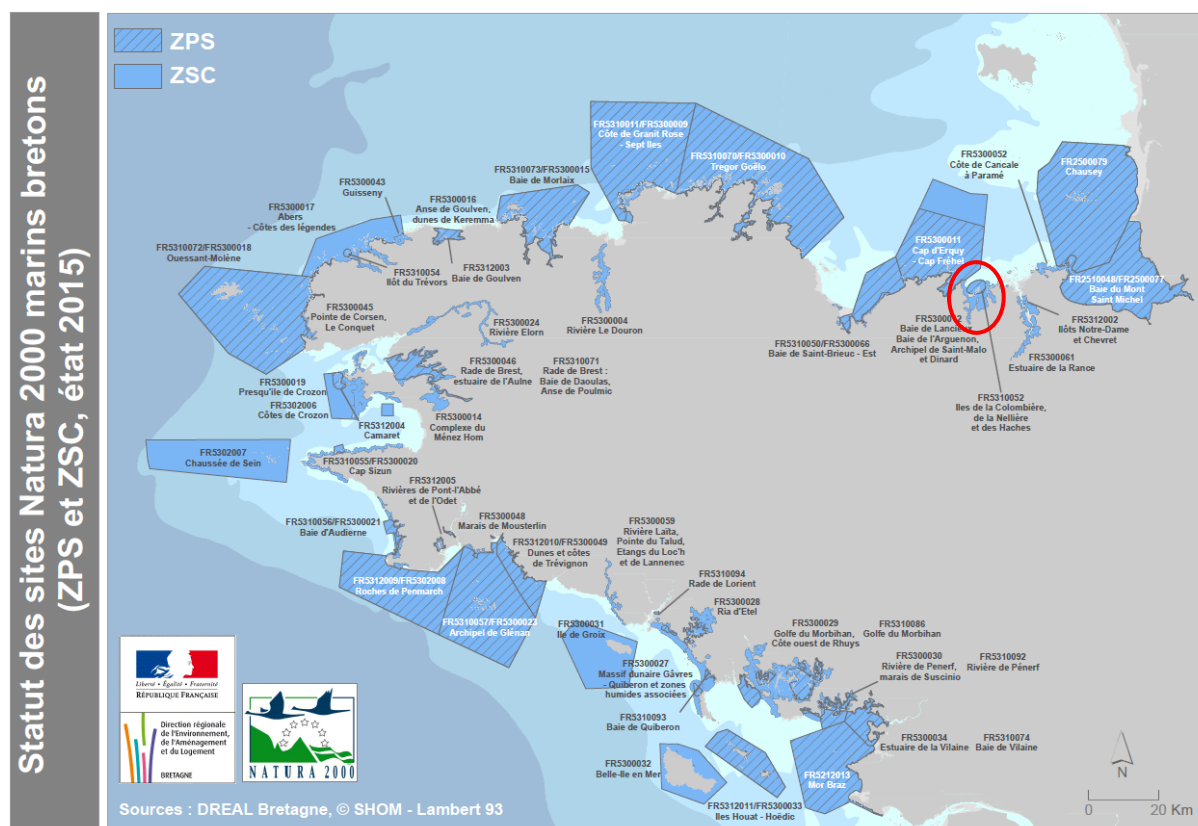 Statut des sites Natura 2000 marins bretons
(ZPS et ZSC, état 2015)
ZPS
ZSC
FR5310011/FR5300009
Côte de Granit Rose
- Sept Iles
FR5310070/FR5300010
Tregor Goëlo
FR5300052
Côte de Cancale
à Paramé
FR2500079
Chausey
FR5310073/FR5300015
Baie de Morlaix
FR5300043
Guisseny
FR5300016
Anse de Goulven,
dunes de Keremma
FR5300017
Abers
- Côtes des légendes
FR5310072/FR5300018
Ouessant-Molène
FR5310054
Ilôt du Trévors
FR5312003
Baie de Goulven
FR5300011
Cap d'Erquy
- Cap Fréhel
FR2510048/FR2500077
Baie du Mont
Saint Michel
FR5300045
Pointe de Corsen,
Le Conquet
FR5300024
Rivière Elorn
FR5300004
Rivière Le Douron
FR5300012
Baie de Lancieux
Baie de l'Arguenon,
Archipel de Saint-Malo
et Dinard
FR5312002
Ilôts Notre-Dame
et Chevret
FR5310050/FR5300066
Baie de Saint-Brieuc - Est
FR5300061
Estuaire de la Rance
FR5300046
Rade de Brest,
estuaire de l'Aulne
FR5310071
Rade de Brest :
Baie de Daoulas,
Anse de Poulmic
FR5300019
Presqu'ile de Crozon
FR5302006
Côtes de Crozon
FR5310052
Iles de la Colombière,
de la Nellière
et des Haches
FR5312004
Camaret
FR5300014
Complexe du
Ménez Hom
FR5302007
Chaussée de Sein
FR5310055/FR5300020
Cap Sizun
FR5312005
Rivières de Pont-l'Abbé
et de l'Odet
FR5310056/FR5300021
Baie d'Audierne
FR5300048
Marais de Mousterlin
FR5312010/FR5300049
Dunes et côtes
de Trévignon
FR5300059
Rivière Laïta,
Pointe du Talud,
Etangs du Loc'h
et de Lannenec
FR5310094
Rade de Lorient
FR5312009/FR5302008
Roches de Penmarch
FR5300028
Ria d'Etel
FR5310057/FR5300023
Archipel de Glénan
FR5300031
Ile de Groix
FR5300029
Golfe du Morbihan,
Côte ouest de Rhuys
FR5310086
Golfe du Morbihan
FR5300027
Massif dunaire Gâvres
- Quiberon et zones
humides associées
FR5300030
Rivière de Penerf,
marais de Suscinio
FR5310092
Rivière de Pénerf
FR5310093
Baie de Quiberon
FR5300034
Estuaire de la Vilaine
FR5310074
Baie de Vilaine
FR5300032
Belle-Ile en Mer
FR5212013
Mor Braz
FR5312011/FR5300033
Iles Houat - Hoëdic
Liberté • Égalité • Fraternité
RÉPUBLIQUE FRANÇAISE
Direction régionale
de l'Environnement,
de l'Aménagement
et du Logement
BRETAGNE
NATURA 2000
Sources : DREAL Bretagne, © SHOM - Lambert 93
N
0 20 Km